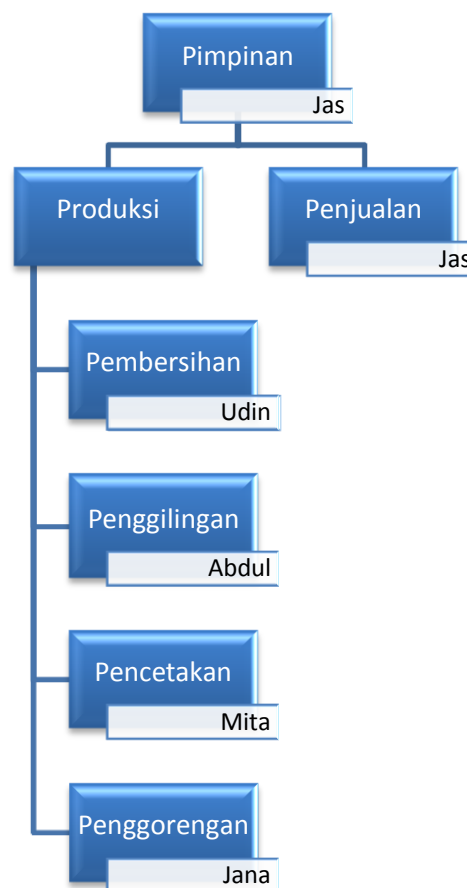 Pimpinan
Jas
Produksi
Penjualan
Jas
Pembersihan
Udin
Penggilingan
Abdul
Pencetakan
Mita
Penggorengan
Jana